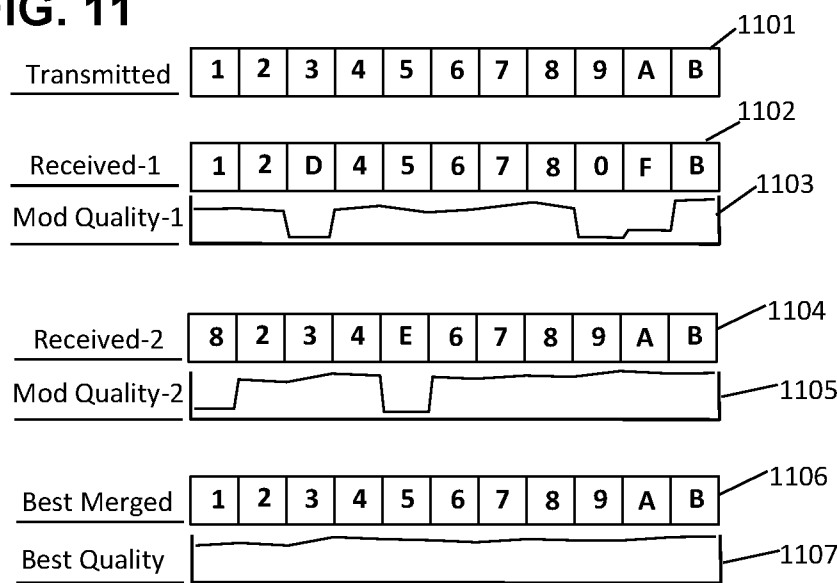 FIG. 11
1101
Transmitted 1 2 3 4 5 6 7 8 9 A B
1102
Received-1 1 2 D 4 5 6 7 8 0 F B
1103
Mod Quality-1
1104
Received-2 8 2 3 4 E 6 7 8 9 A B
Mod Quality-2
1105
1106
Best Merged 1 2 3 4 5 6 7 8 9 A B
Best Quality
1107